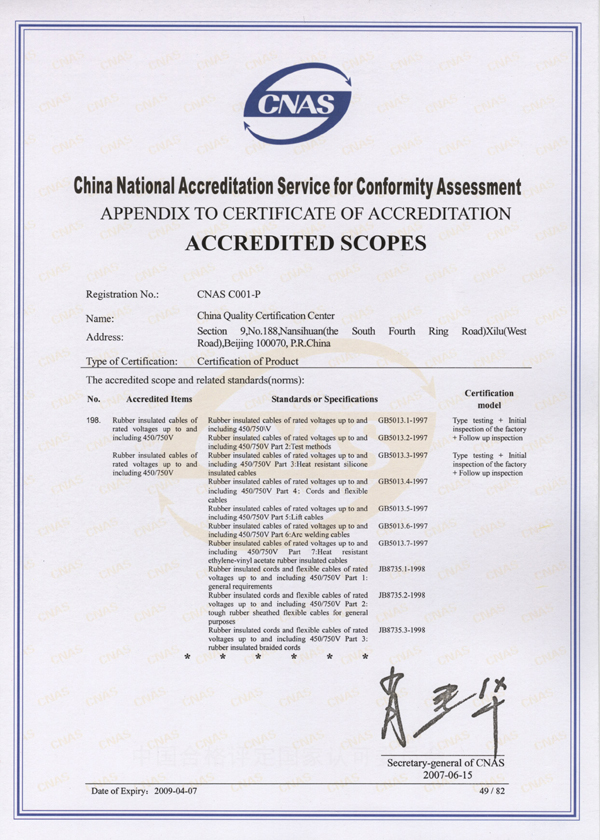 CNAS
China National Accreditation Service for Conformity Assessment
APPENDIX TO CERTIFICATE OF ACCREDITATION
ACCREDITED SCOPES
Registration No.: CNAS C001-P
Name: China Quality Certification Center
Address: Section 9,No.188,Nansihuan(the South Fourth Ring Road)Xilu(West
Road),Beijing 100070, P.R.China
Type of Certification: Certification of Product
The accredited scope and related standards(norms):
No. Accredited Items Standards or Specifications Certification
model
198. Rubber insulated cables of Rubber insulated cables of rated voltages up to and GB5013.1-1997 Type testing + Initial
rated voltages up to and including 450/750\V inspection of the factory
including 450/750V Rubber insulated cables of rated voltages up to and GB5013.2-1997 + Follow up inspection
including 450/750V Part 2:Test methods
Rubber insulated cables of Rubber insulated cables of rated voltages up to and GB5013.3-1997 Type testing + Initial
rated voltages up to and including 450/750V Part 3:Heat resistant silicone inspection of the factory
including 450/750V insulated cables + Follow up inspection
Rubber insulated cables of rated voltages up to and GB5013.4-1997
including 450/750V Part 4: Cords and flexible
cables
Rubber insulated cables of rated voltages up to and GB5013.5-1997
including 450/750V Part 5:Lift cables
Rubber insulated cables of rated voltages up to and GB5013.6-1997
including 450/750V Part 6:Arc welding cables
Rubber insulated cables of rated voltages up to and GB5013.7-1997
including 450/750V Part 7:Heat resistant
ethylene-vinyl acetate rubber insulated cables
Rubber insulated cords and flexible cables of rated JB8735.1-1998
voltages up to and including 450/750V Part 1:
general requirements
Rubber insulated cords and flexible cables of rated JB8735.2-1998
voltages up to and including 450/750V Part 2:
tough rubber sheathed flexible cables for general
purposes
Rubber insulated cords and flexible cables of rated JB8735.3-1998
voltages up to and including 450/750V Part 3:
rubber insulated braided cords
* * * * * *
Secretary-general of CNAS
2007-06-15
Date of Expiry: 2009-04-07 49 / 82